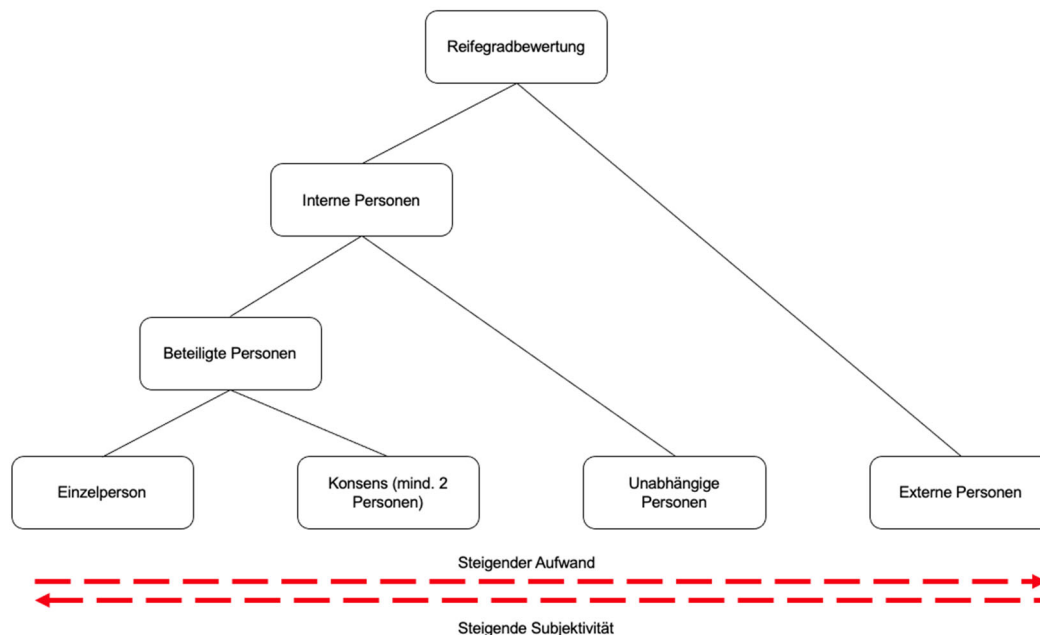 Reifegradbewertung
Interne Personen
Beteiligte Personen
Einzelperson
Konsens (mind. 2
Personen)
Unabhängige
Personen
Externe Personen
Steigender Aufwand
Steigende Subjektivität